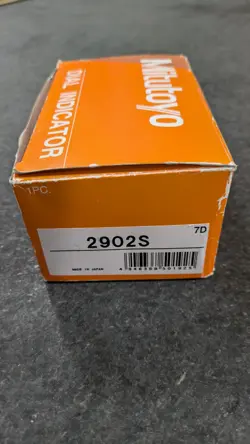 Mitutoyo
DIAL INDICATOR
1PC.
7D
2902S
MADE IN JAPAN